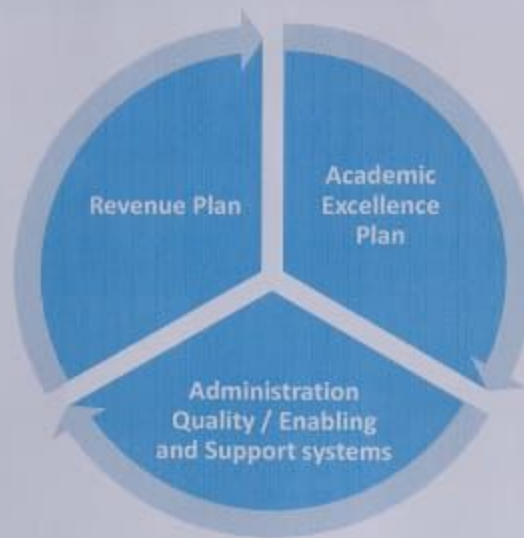 Revenue Plan
Academic
Excellence
Plan
Administration
Quality / Enabling
and Support systems